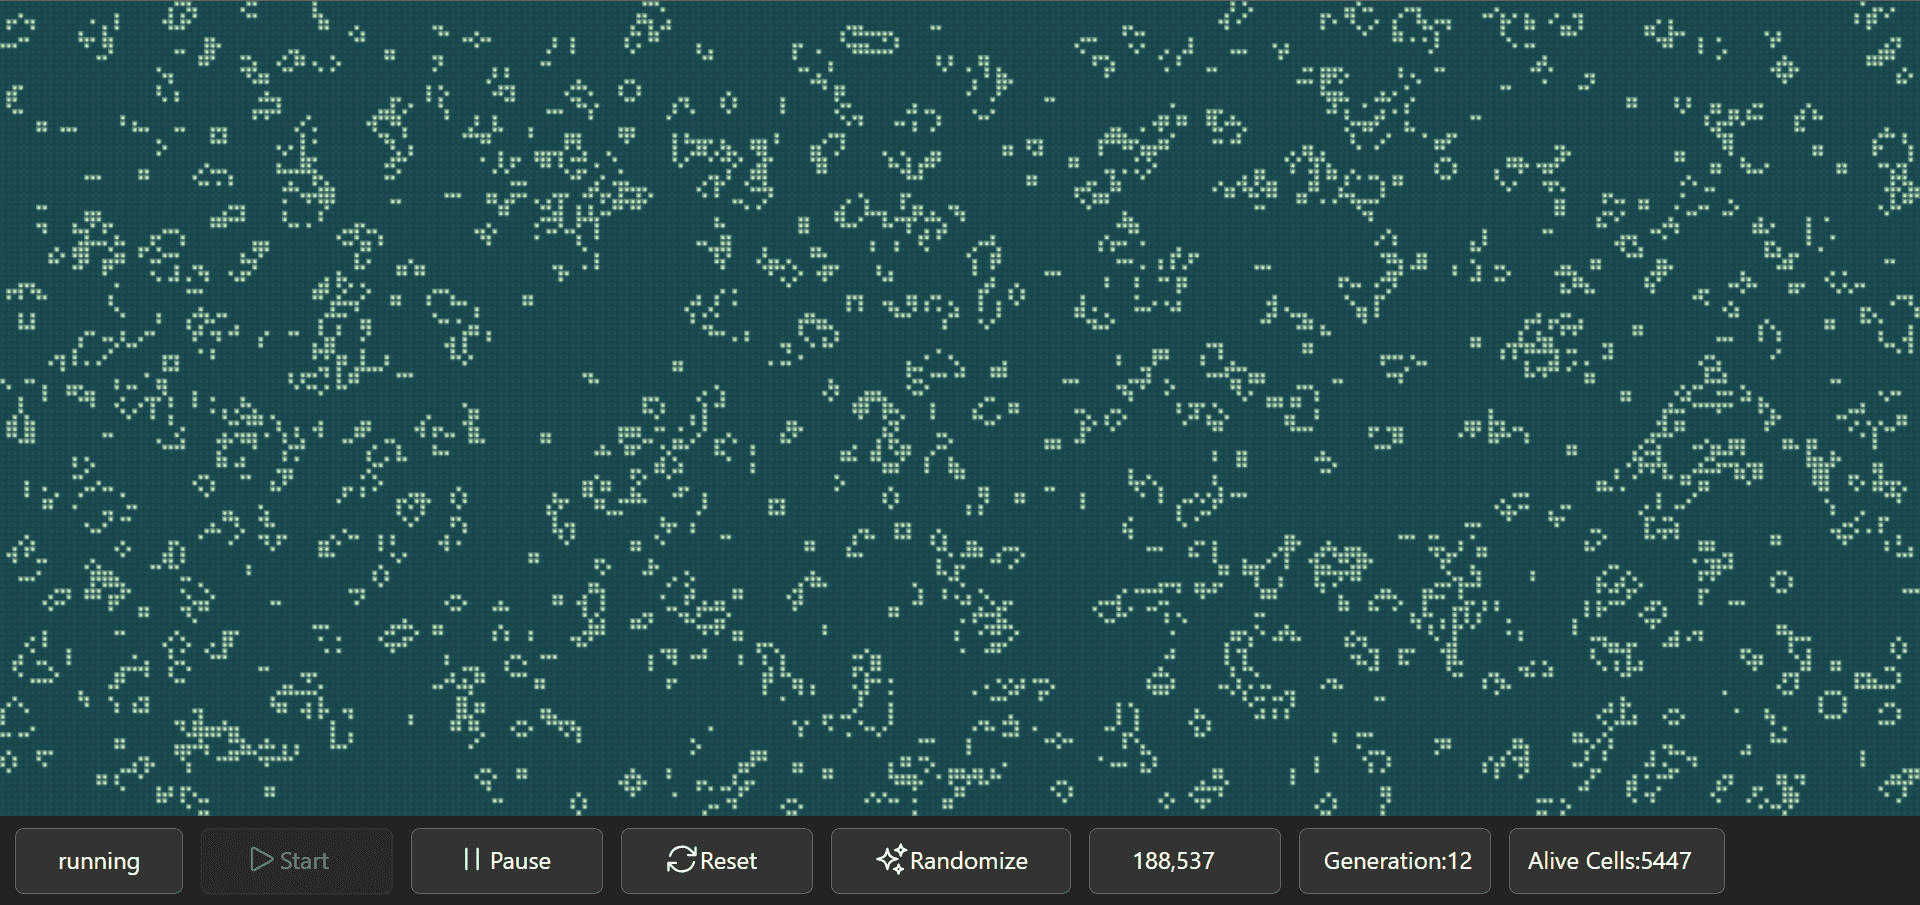 running
Start
Pause
Reset
Randomize
188,537
Generation:12
Alive Cells:5447